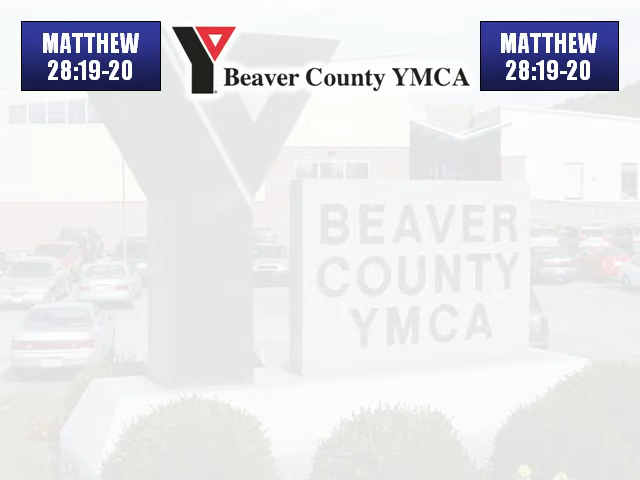 MATTHEW
28:19-20
Beaver County YMCA
MATTHEW
28:19-20
BEAVER
COUNTY
YMCA